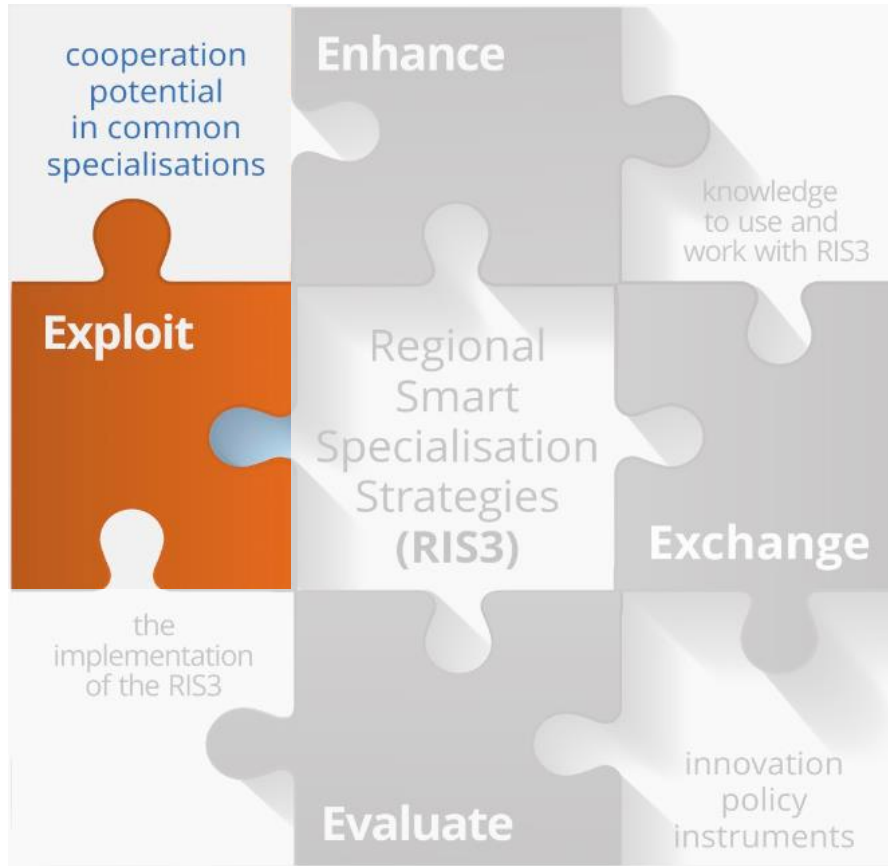 cooperation
potential
in common
specialisations
Enhance
knowledge
to use and
work with RIS3
Exploit
Regional
Smart
Specialisation
Strategies
(RIS3)
Exchange
the
implementation
of the RIS3
Evaluate
innovation
policy
instruments